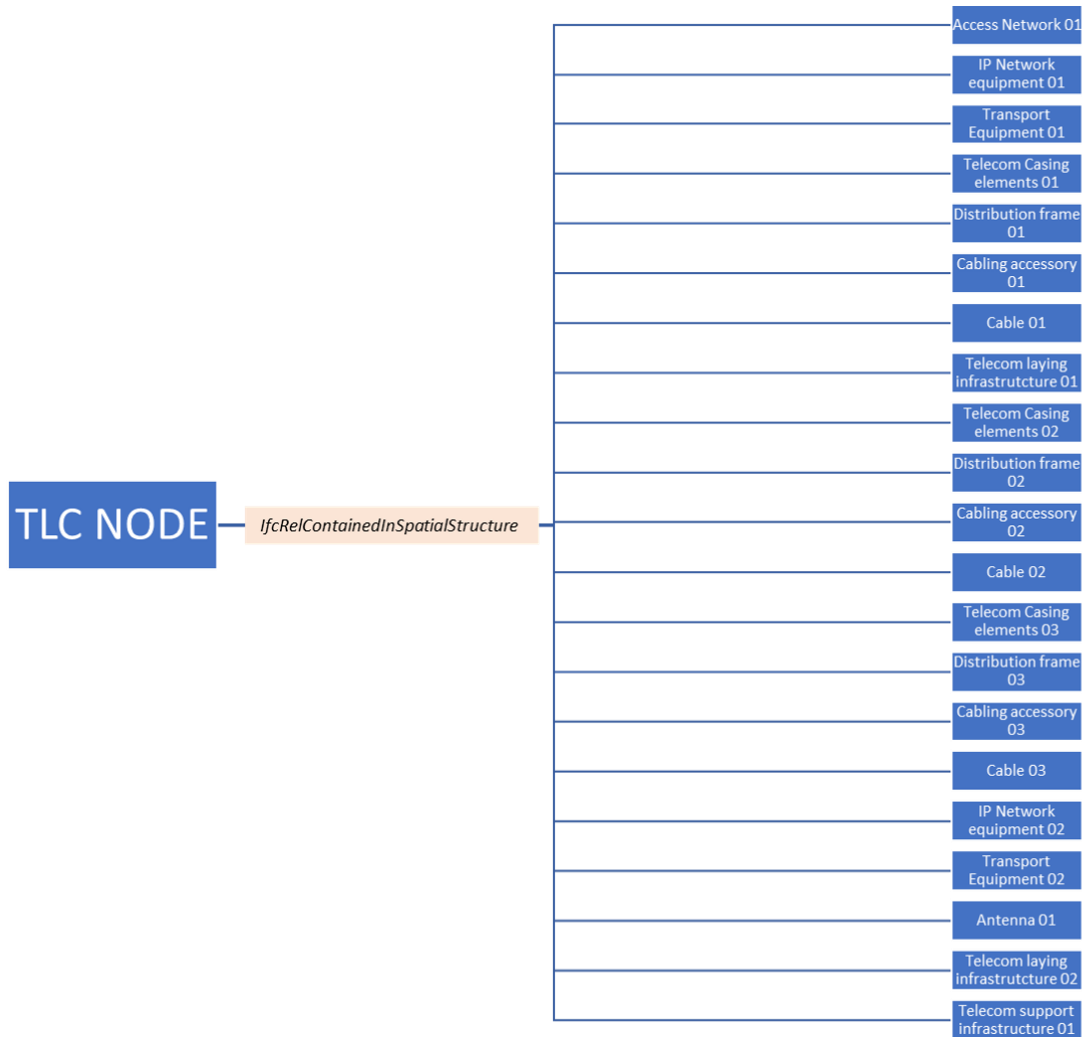 Access Network 01
IP Network
equipment 01
Transport
Equipment 01
Telecom Casing
elements 01
Distribution frame
01
Cabling accessory
01
Cable 01
Telecom laying
infrastrutcture 01
Telecom Casing
elements 02
Distribution frame
02
TLC NODE
IfcRelContainedInSpatialStructure
Cabling accessory
02
Cable 02
Telecom Casing
elements 03
Distribution frame
03
Cabling accessory
03
Cable 03
IP Network
equipment 02
Transport
Equipment 02
Antenna 01
Telecom laying
infrastrutcture 02
Telecom support
infrastructure 01